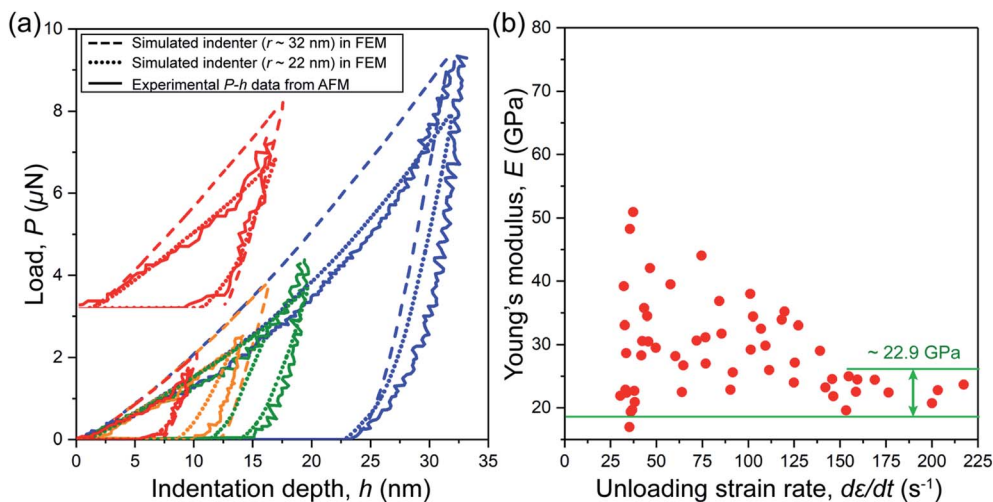 (a)
Simulated indenter (r ~ 32 nm) in FEM
Simulated indenter (r ~ 22 nm) in FEM
Experimental P-h data from AFM
Load, P (μN)
10
8
6
4
2
0
0 5 10 15 20 25 30 35
Indentation depth, h (nm)
(b)
Young's modulus, E (GPa)
80
70
60
50
40
30
20
~ 22.9 GPa
0 25 50 75 100 125 150 175 200 225
Unloading strain rate, dε/dt (s⁻¹)